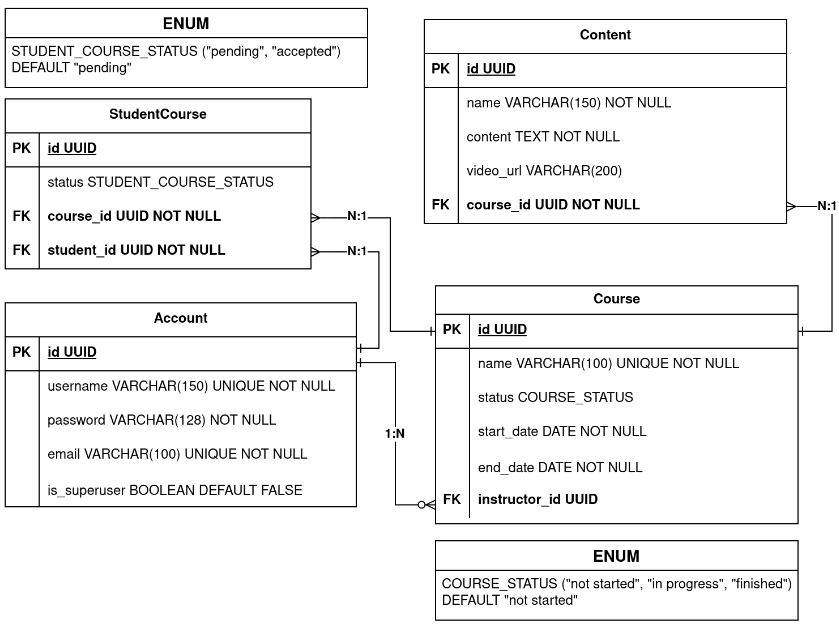 ENUM
STUDENT_COURSE_STATUS ("pending", "accepted")
DEFAULT "pending"
StudentCourse
PK id UUID
status STUDENT_COURSE_STATUS
FK course_id UUID NOT NULL
FK student_id UUID NOT NULL
N:1
N:1
Content
PK id UUID
name VARCHAR(150) NOT NULL
content TEXT NOT NULL
video_url VARCHAR(200)
FK course_id UUID NOT NULL
N:1
Account
PK id UUID
username VARCHAR(150) UNIQUE NOT NULL
password VARCHAR(128) NOT NULL
email VARCHAR(100) UNIQUE NOT NULL
is_superuser BOOLEAN DEFAULT FALSE
1:N
Course
PK id UUID
name VARCHAR(100) UNIQUE NOT NULL
status COURSE_STATUS
start_date DATE NOT NULL
end_date DATE NOT NULL
FK instructor_id UUID
ENUM
COURSE_STATUS ("not started", "in progress", "finished")
DEFAULT "not started"